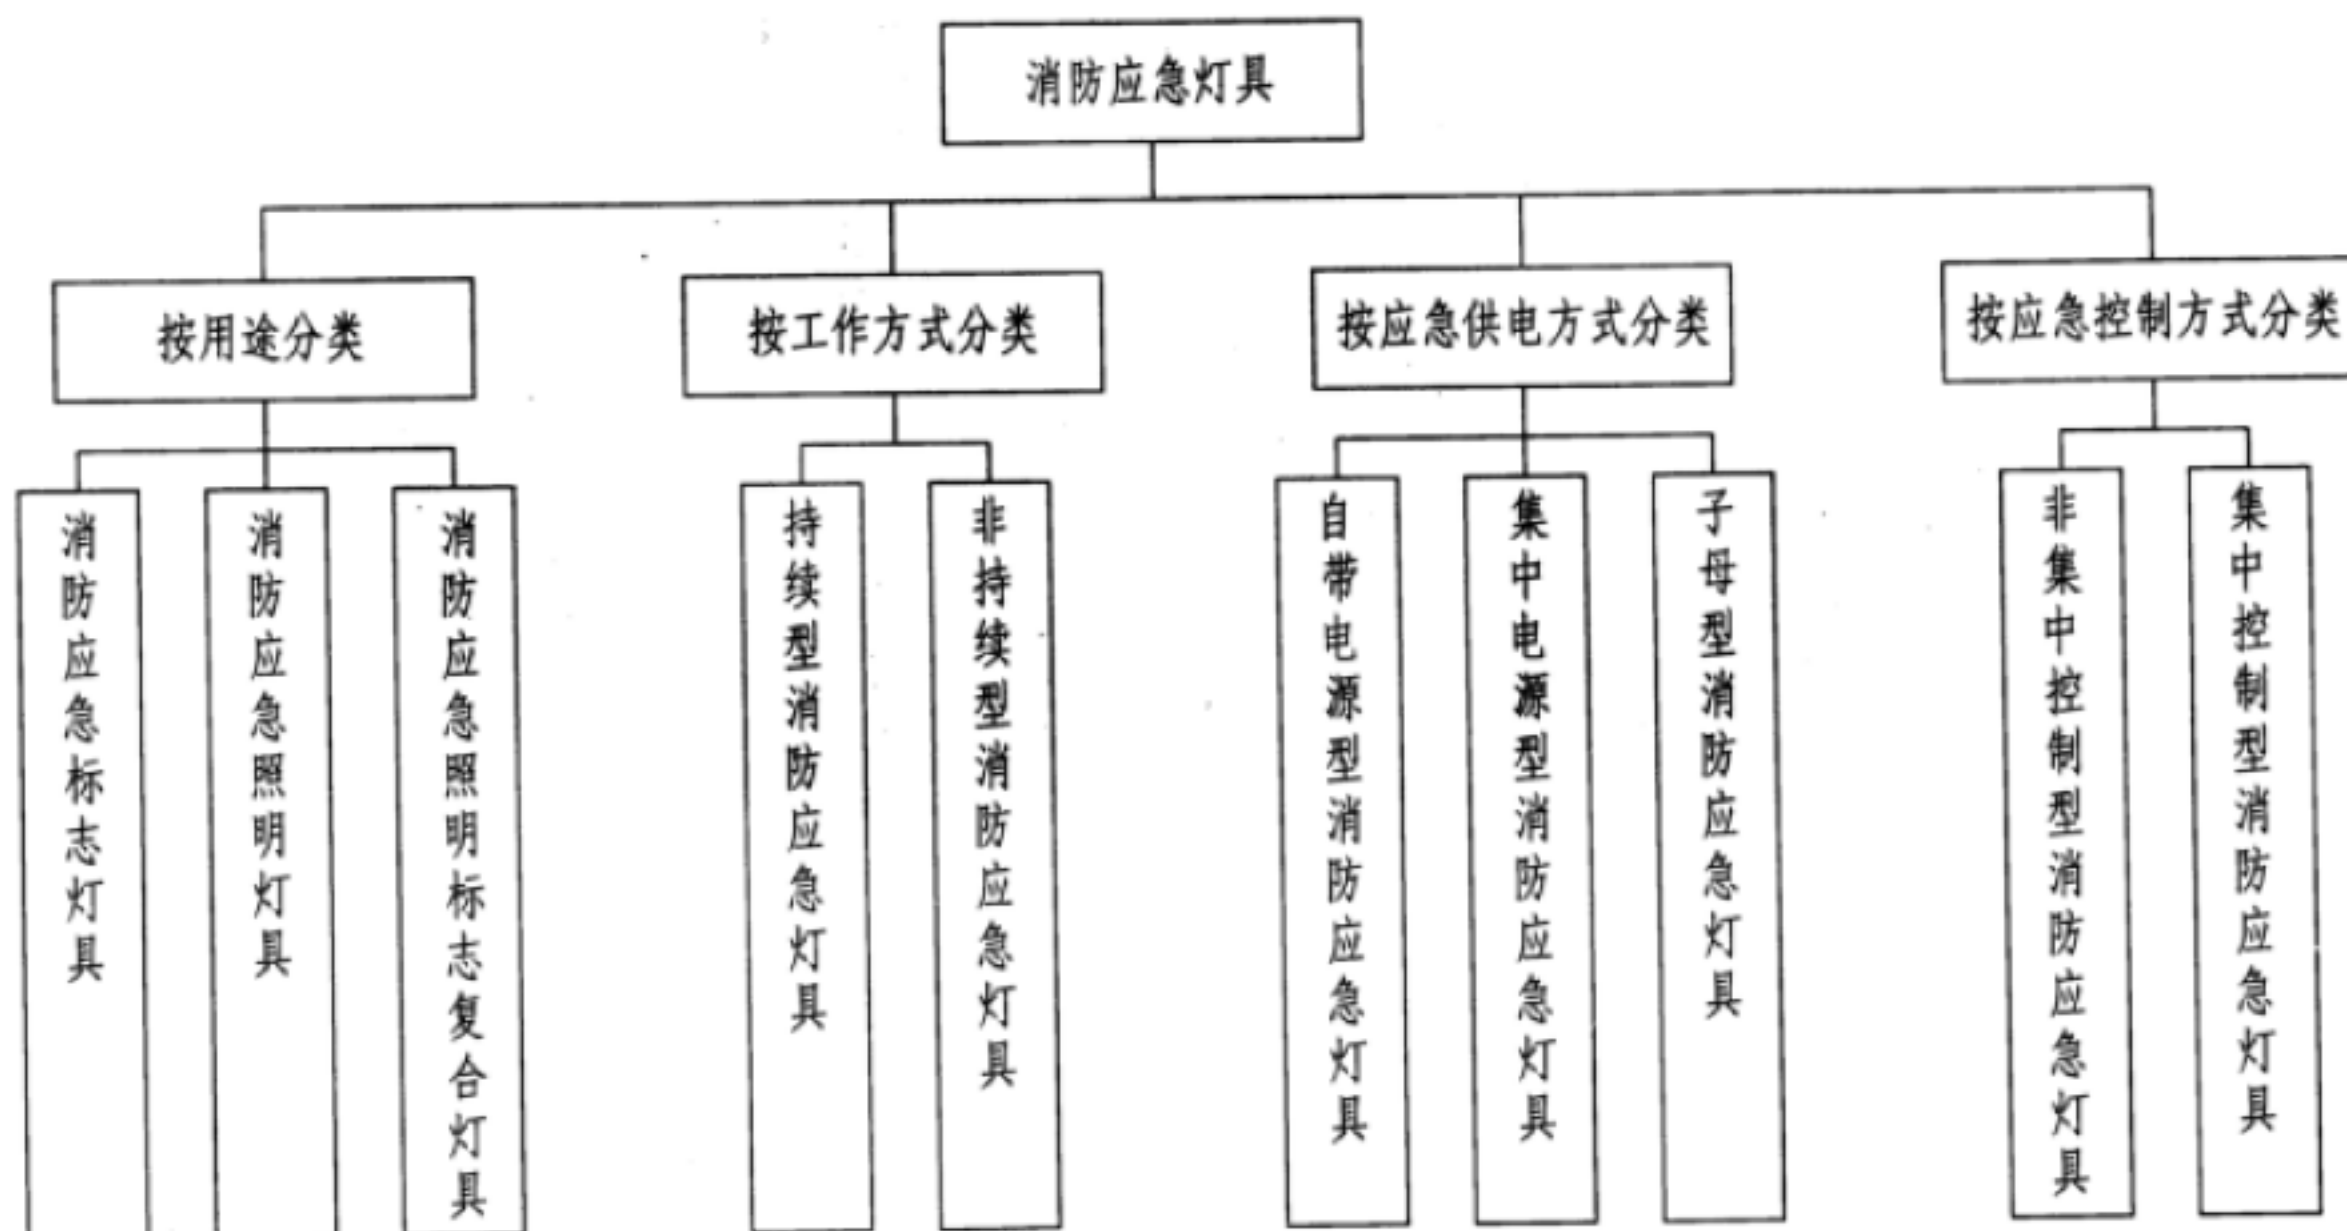 消防应急灯具
按用途分类
按工作方式分类
按应急供电方式分类
按应急控制方式分类
消防应急标志灯具
消防应急照明灯具
消防应急照明标志复合灯具
持续型消防应急灯具
非持续型消防应急灯具
自带电源型消防应急灯具
集中电源型消防应急灯具
子母型消防应急灯具
非集中控制型消防应急灯具
集中控制型消防应急灯具